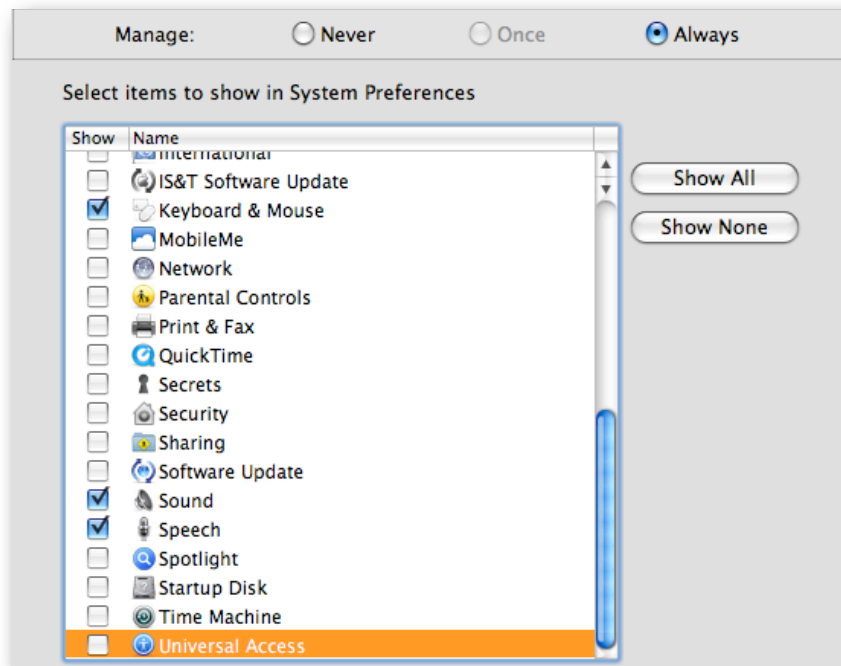 Manage: Never Once Always
Select items to show in System Preferences
Show Name
International
IS&T Software Update
Show All
Keyboard & Mouse
Show None
MobileMe
Network
Parental Controls
Print & Fax
QuickTime
Secrets
Security
Sharing
Software Update
Sound
Speech
Spotlight
Startup Disk
Time Machine
Universal Access